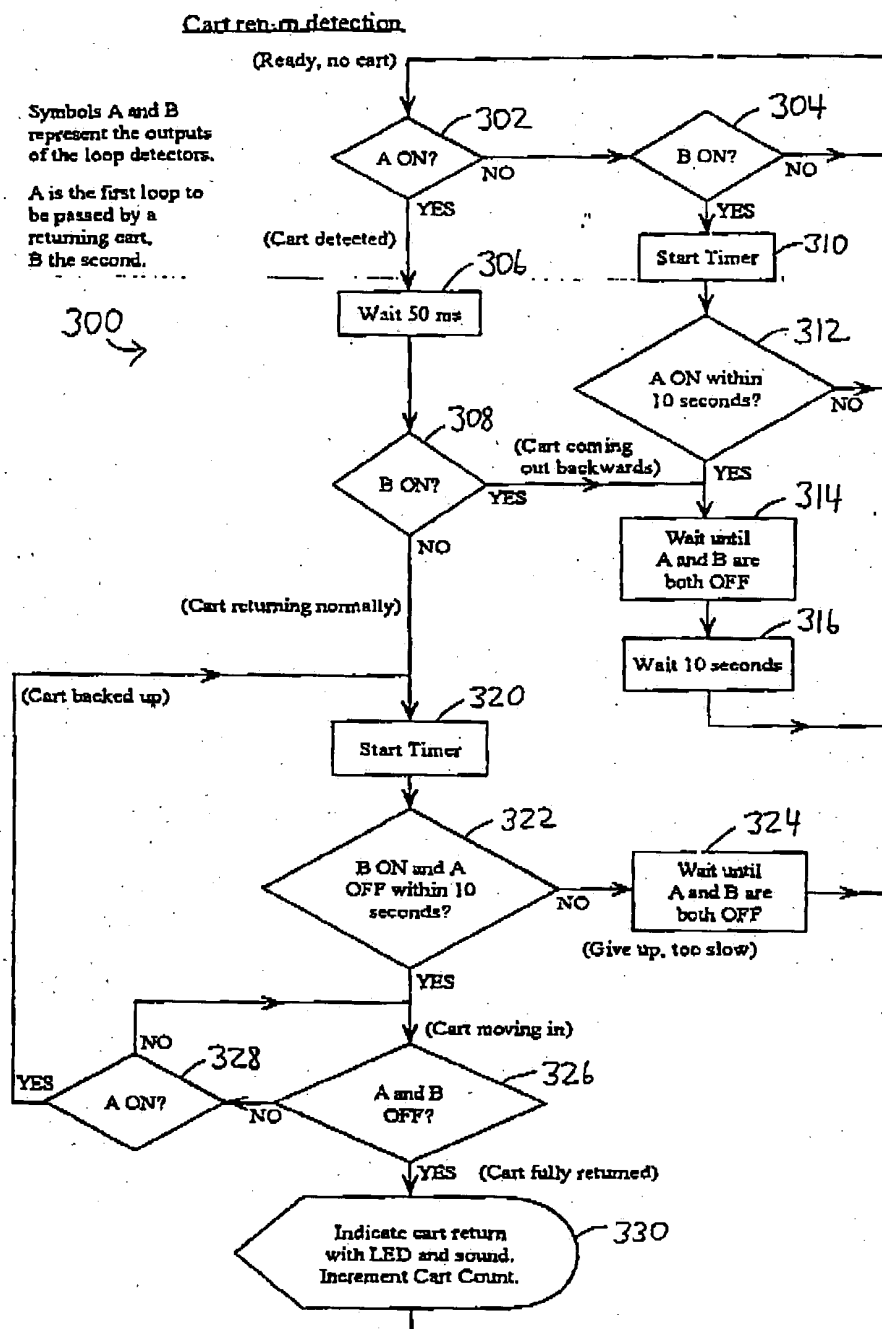 Cart return detection
(Ready, no cart)
Symbols A and B
represent the outputs
of the loop detectors.
A is the first loop to
be passed by a
returning cart,
B the second.
300
302
A ON?
NO
YES
304
B ON?
NO
YES
(Cart detected)
306
Wait 50 ms
310
Start Timer
312
A ON within
10 seconds?
NO
YES
308
B ON?
YES
NO
(Cart coming
out backwards)
314
Wait until
A and B are
both OFF
316
Wait 10 seconds
(Cart returning normally)
(Cart backed up)
320
Start Timer
322
B ON and A
OFF within 10
seconds?
NO
YES
324
Wait until
A and B are
both OFF
(Give up, too slow)
(Cart moving in)
326
A and B
OFF?
NO
YES
328
A ON?
NO
YES
(Cart fully returned)
330
Indicate cart return
with LED and sound.
Increment Cart Count.